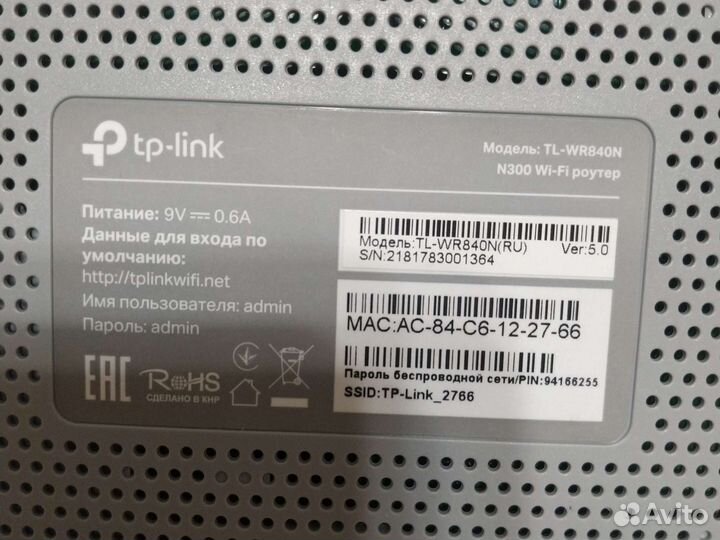 tp-link
Модель: TL-WR840N
N300 Wi-Fi роутер
Питание: 9V 0.6A
Данные для входа по
умолчанию:
http://tplinkwifi.net
Имя пользователя: admin
Пароль: admin
EAC
RoHS
СДЕЛАНО В КНР
Модель:TL-WR840N(RU) Ver:5.0
S/N:2181783001364
MAC:AC-84-C6-12-27-66
Пароль беспроводной сети/PIN:94166255
SSID:TP-Link_2766
Avito